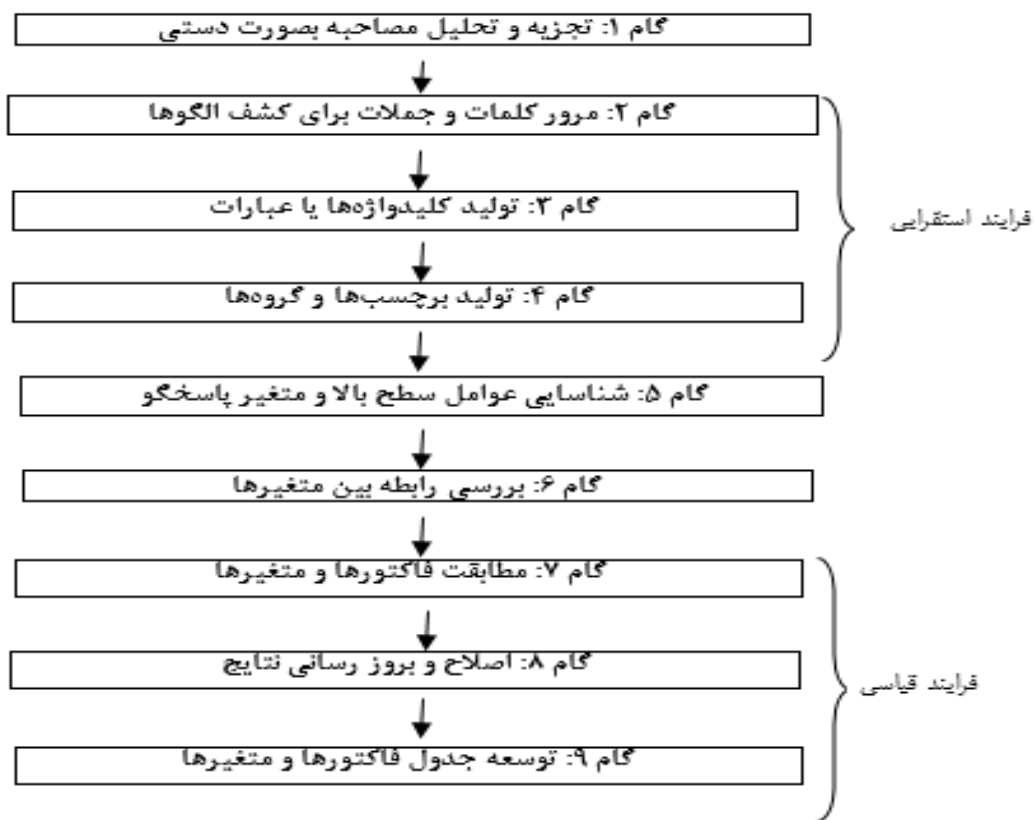 گام ۱: تجزیه و تحلیل مصاحبه بصورت دستی
گام ۲: مرور کلمات و جملات برای کشف الگوها
گام ۳: تولید کلیدواژه‌ها یا عبارات
فرایند استقرایی
گام ۴: تولید برچسب‌ها و گروه‌ها
گام ۵: شناسایی عوامل سطح بالا و متغیر پاسخگو
گام ۶: بررسی رابطه بین متغیرها
گام ۷: مطابقت فاکتورها و متغیرها
گام ۸: اصلاح و بروز رسانی نتایج
فرایند قیاسی
گام ۹: توسعه جدول فاکتورها و متغیرها